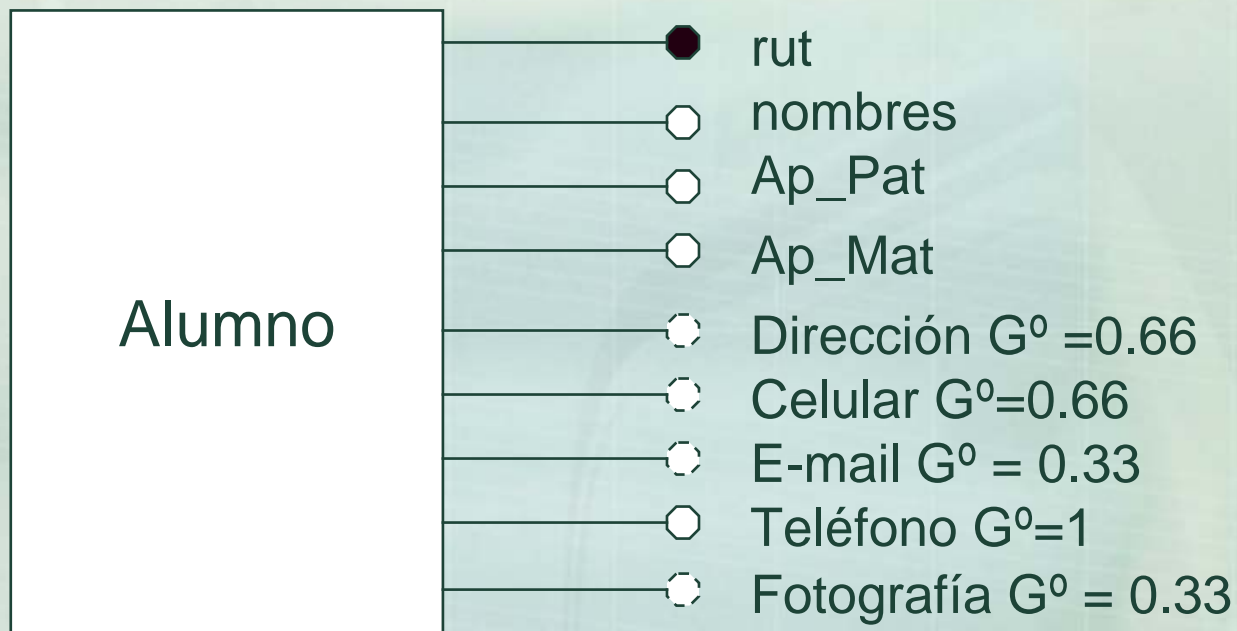 Alumno
rut
nombres
Ap_Pat
Ap_Mat
Dirección Gº =0.66
Celular Gº=0.66
E-mail Gº = 0.33
Teléfono Gº=1
Fotografía Gº = 0.33